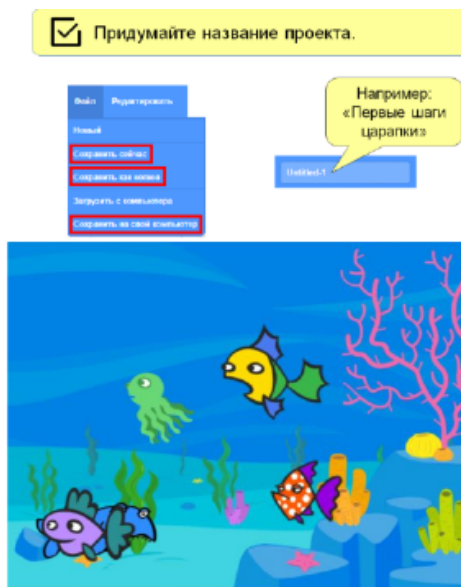 Придумайте название проекта.
Файл Редактировать
Новый
Сохранить сейчас
Сохранить как копию
Загрузить с компьютера
Сохранить на свой компьютер
Например:
«Первые шаги
царапки»
Untitled-1